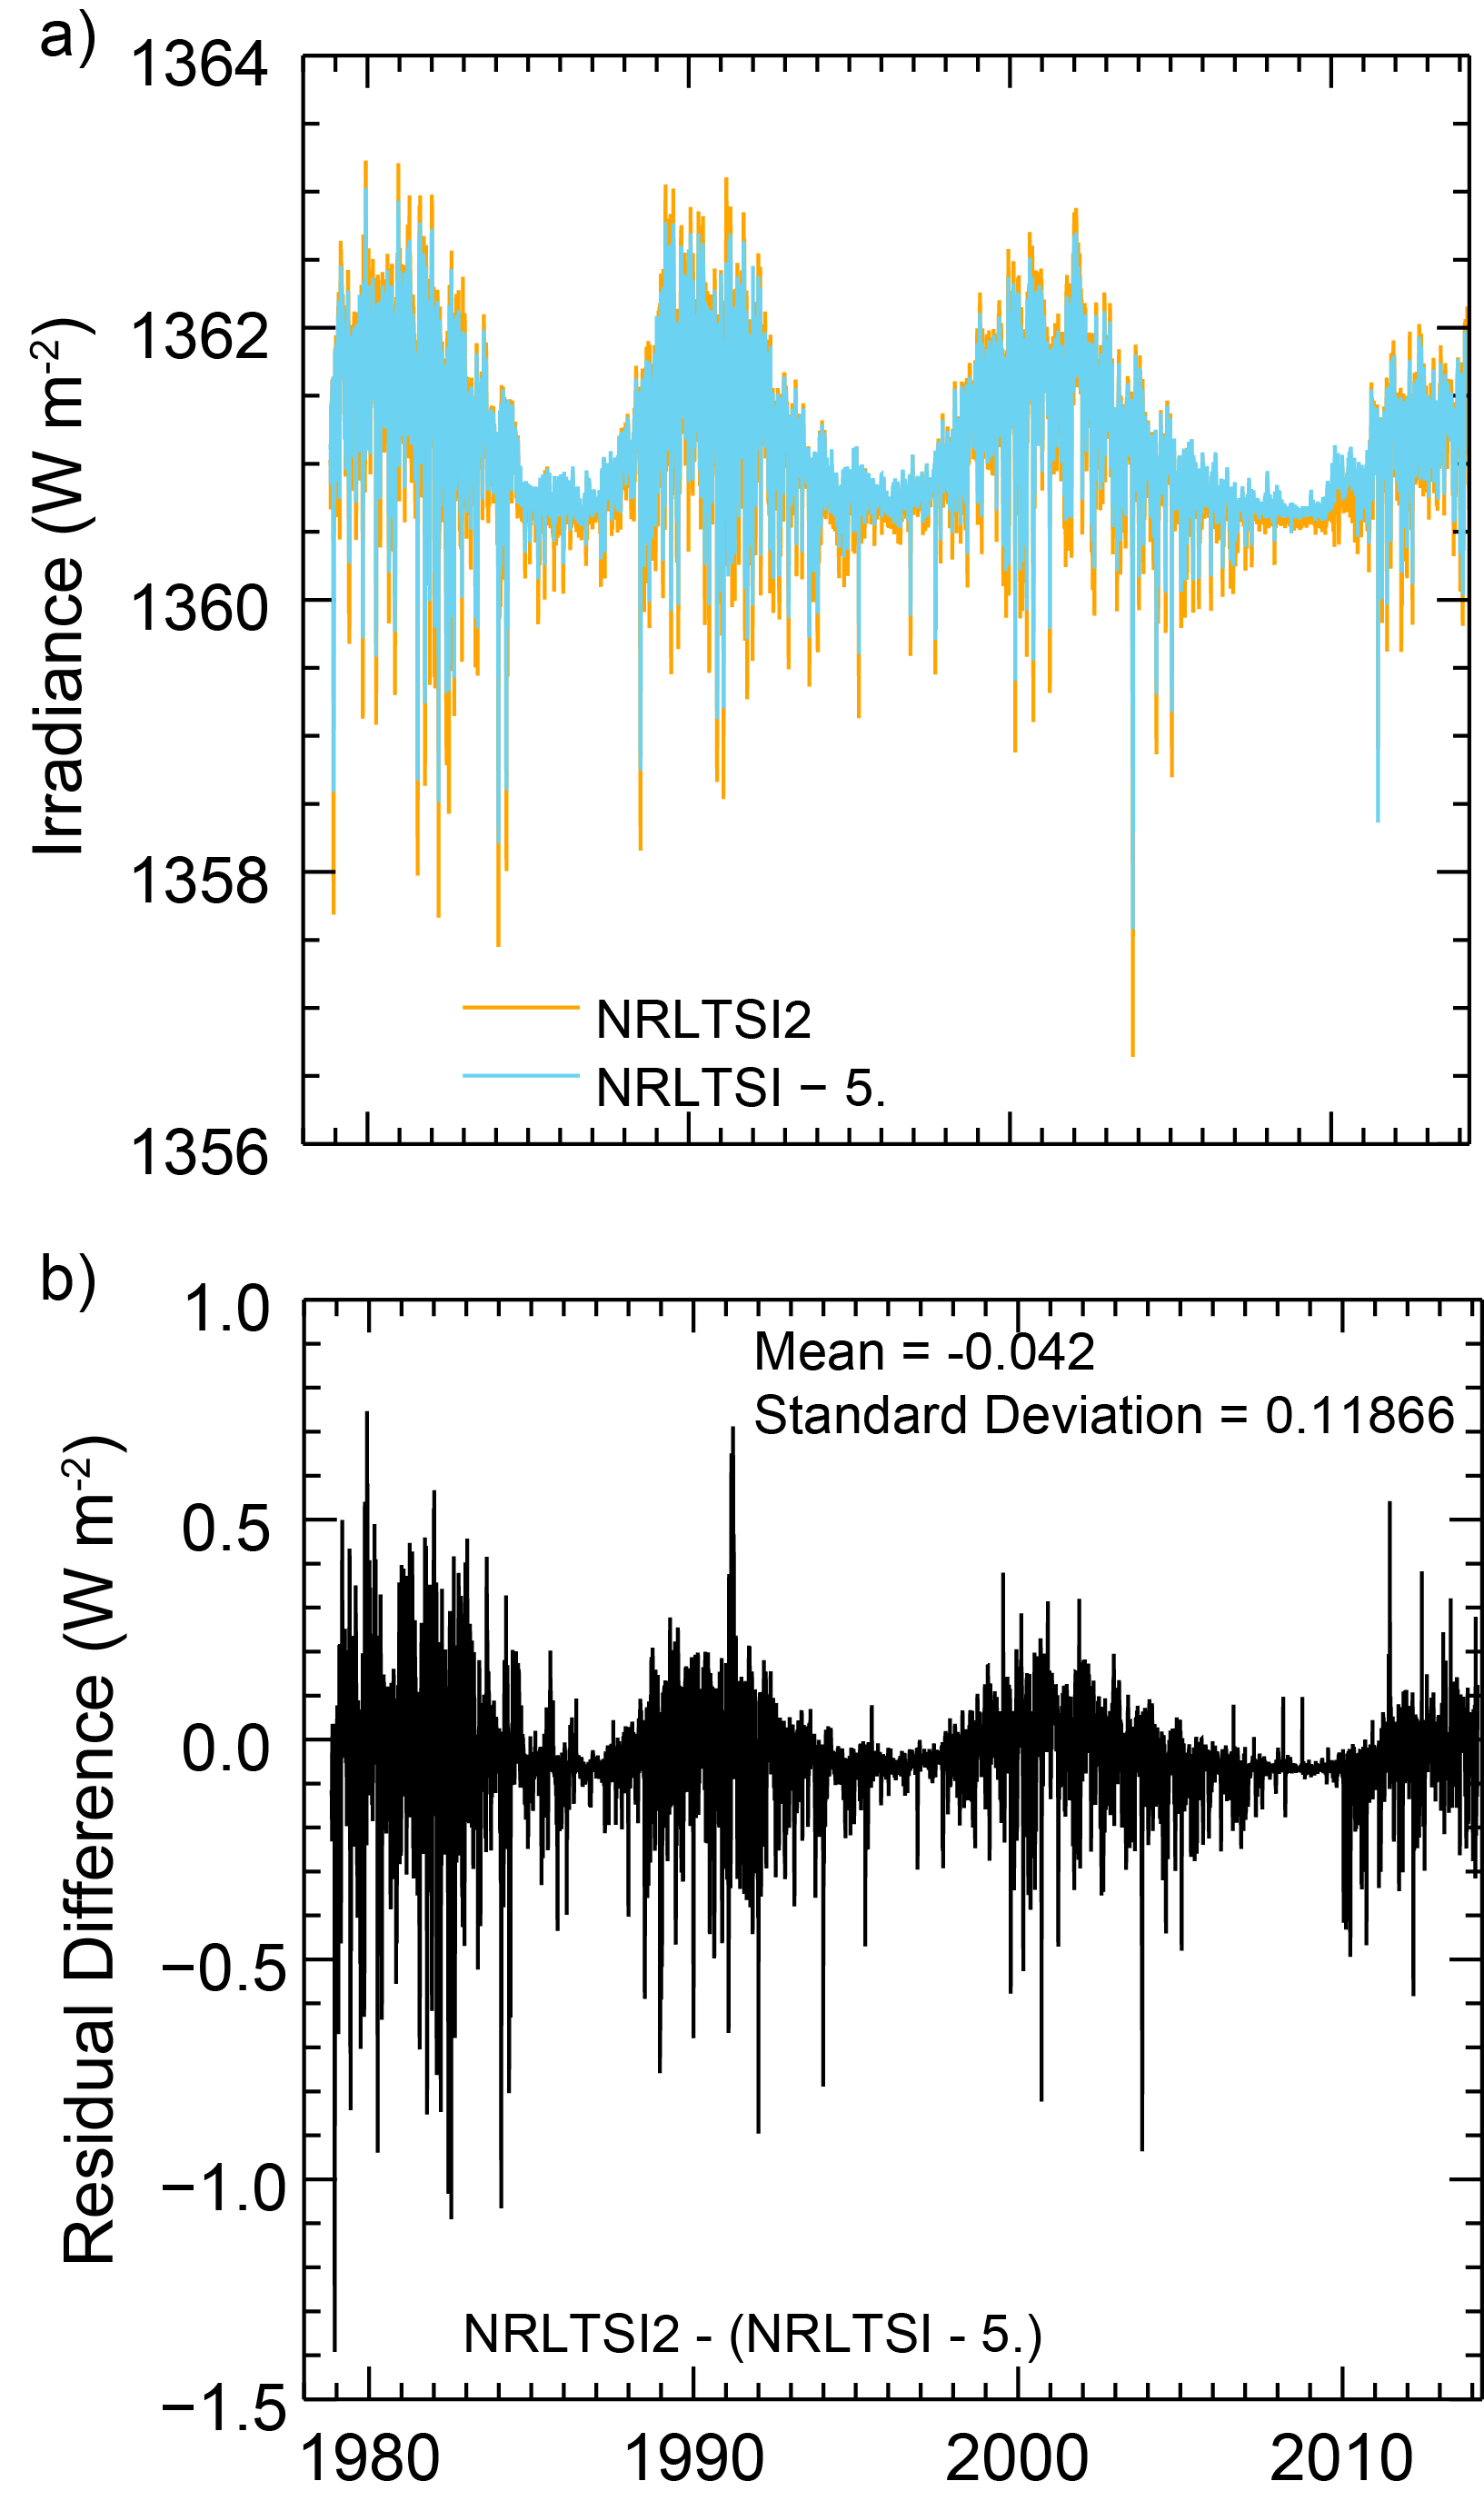 a)
1364
1362
1360
1358
1356
Irradiance (W m-2)
NRLTSI2
NRLTSI − 5.
b)
1.0
0.5
0.0
−0.5
−1.0
−1.5
Residual Difference (W m-2)
Mean = -0.042
Standard Deviation = 0.11866
NRLTSI2 - (NRLTSI - 5.)
1980 1990 2000 2010